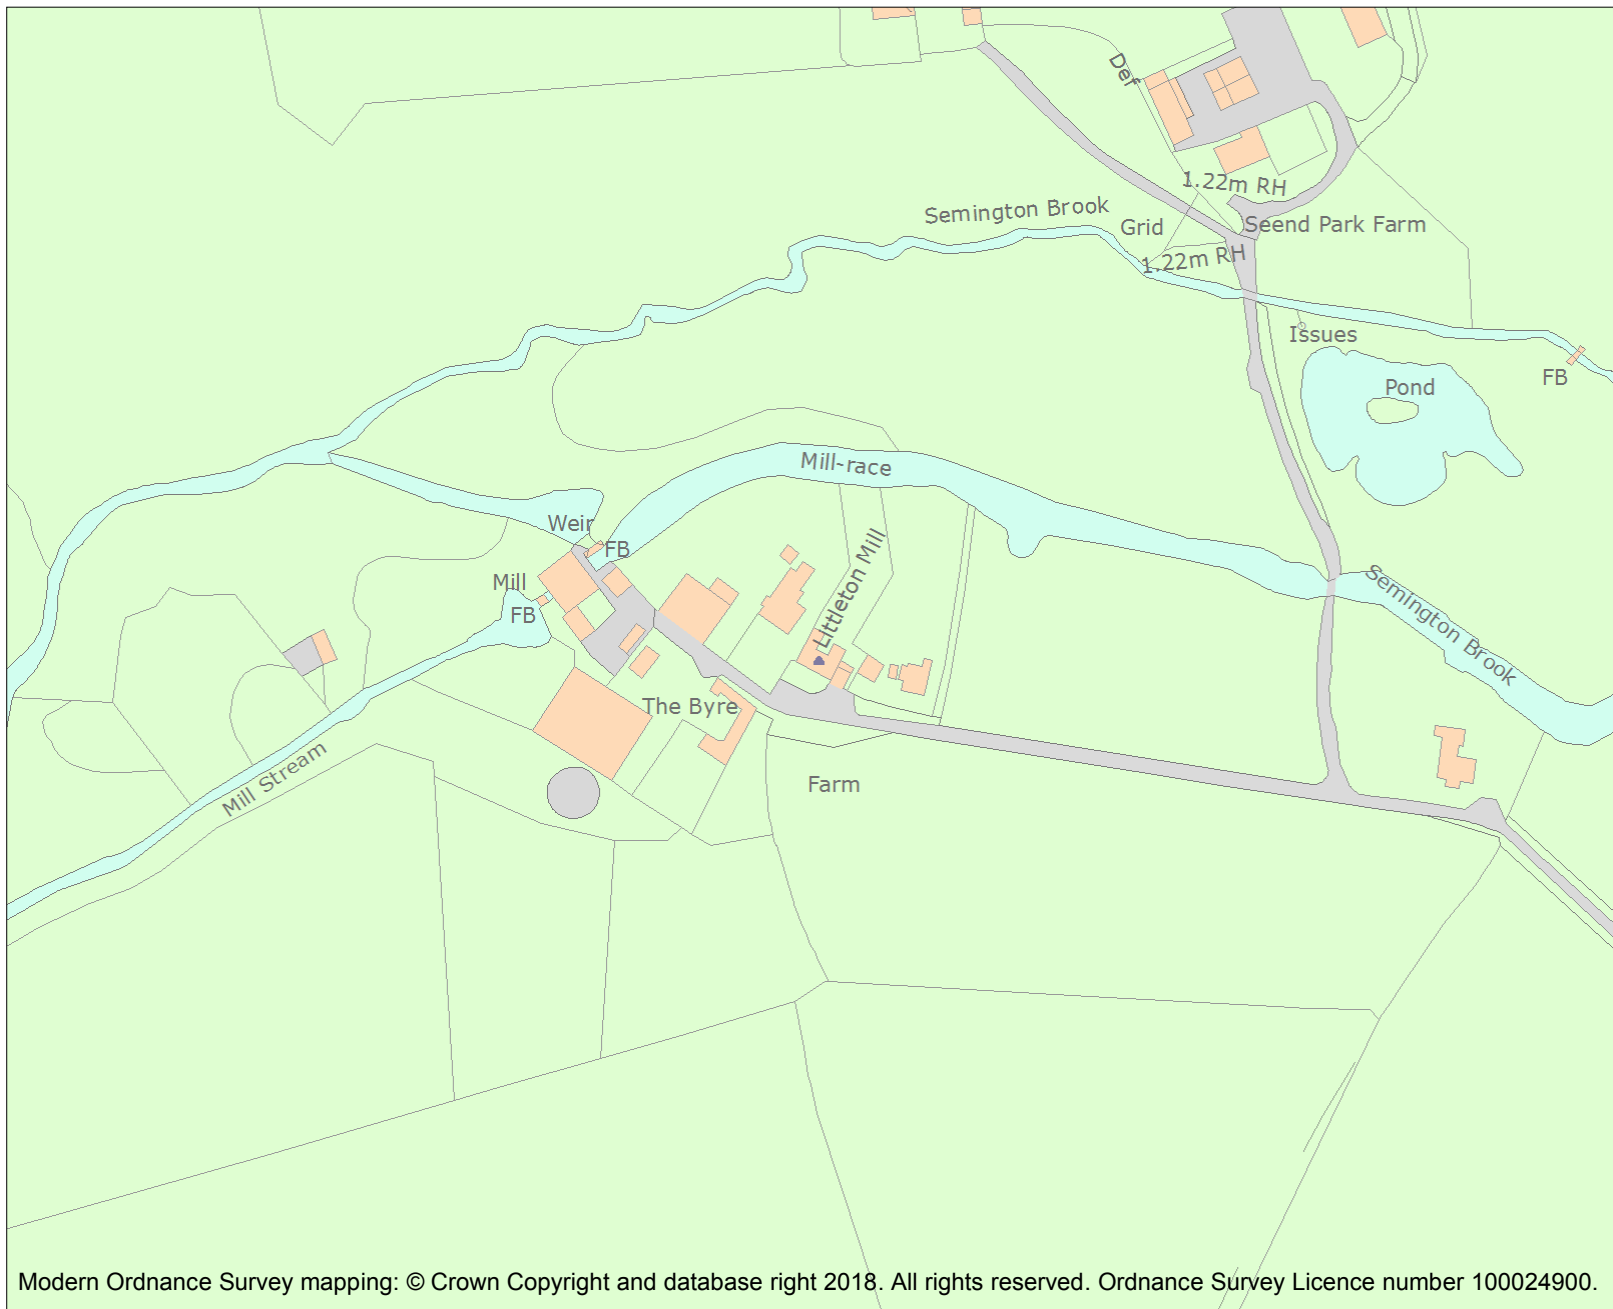 Def
1.22m RH
Semington Brook
Grid
Seend Park Farm
1.22m RH
Issues
FB
Pond
Mill-race
Weir
FB
Mill
Littleton Mill
Semington Brook
FB
The Byre
Mill Stream
Farm
Modern Ordnance Survey mapping: © Crown Copyright and database right 2018. All rights reserved. Ordnance Survey Licence number 100024900.